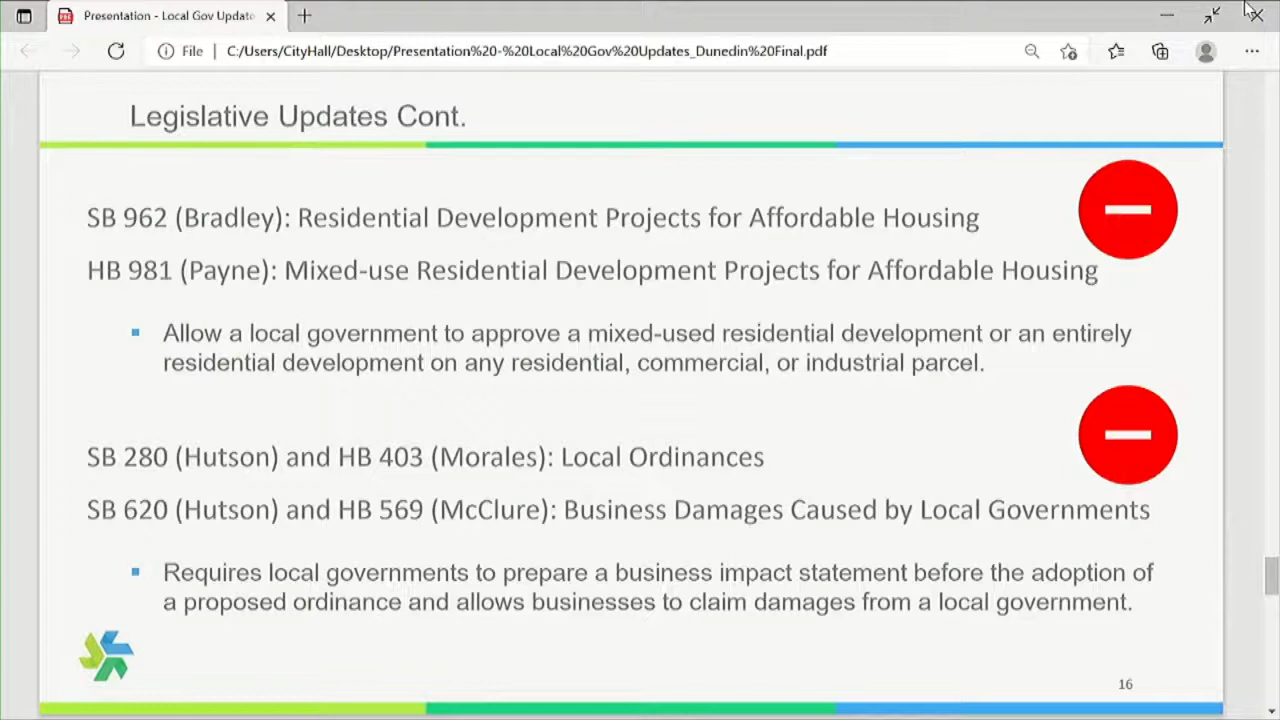 Presentation - Local Gov Update
File
C:/Users/CityHall/Desktop/Presentation%20-%20Local%20Gov%20Updates_Dunedin%20Final.pdf
Legislative Updates Cont.
SB 962 (Bradley): Residential Development Projects for Affordable Housing
HB 981 (Payne): Mixed-use Residential Development Projects for Affordable Housing
Allow a local government to approve a mixed-used residential development or an entirely
residential development on any residential, commercial, or industrial parcel.
SB 280 (Hutson) and HB 403 (Morales): Local Ordinances
SB 620 (Hutson) and HB 569 (McClure): Business Damages Caused by Local Governments
Requires local governments to prepare a business impact statement before the adoption of
a proposed ordinance and allows businesses to claim damages from a local government.
16